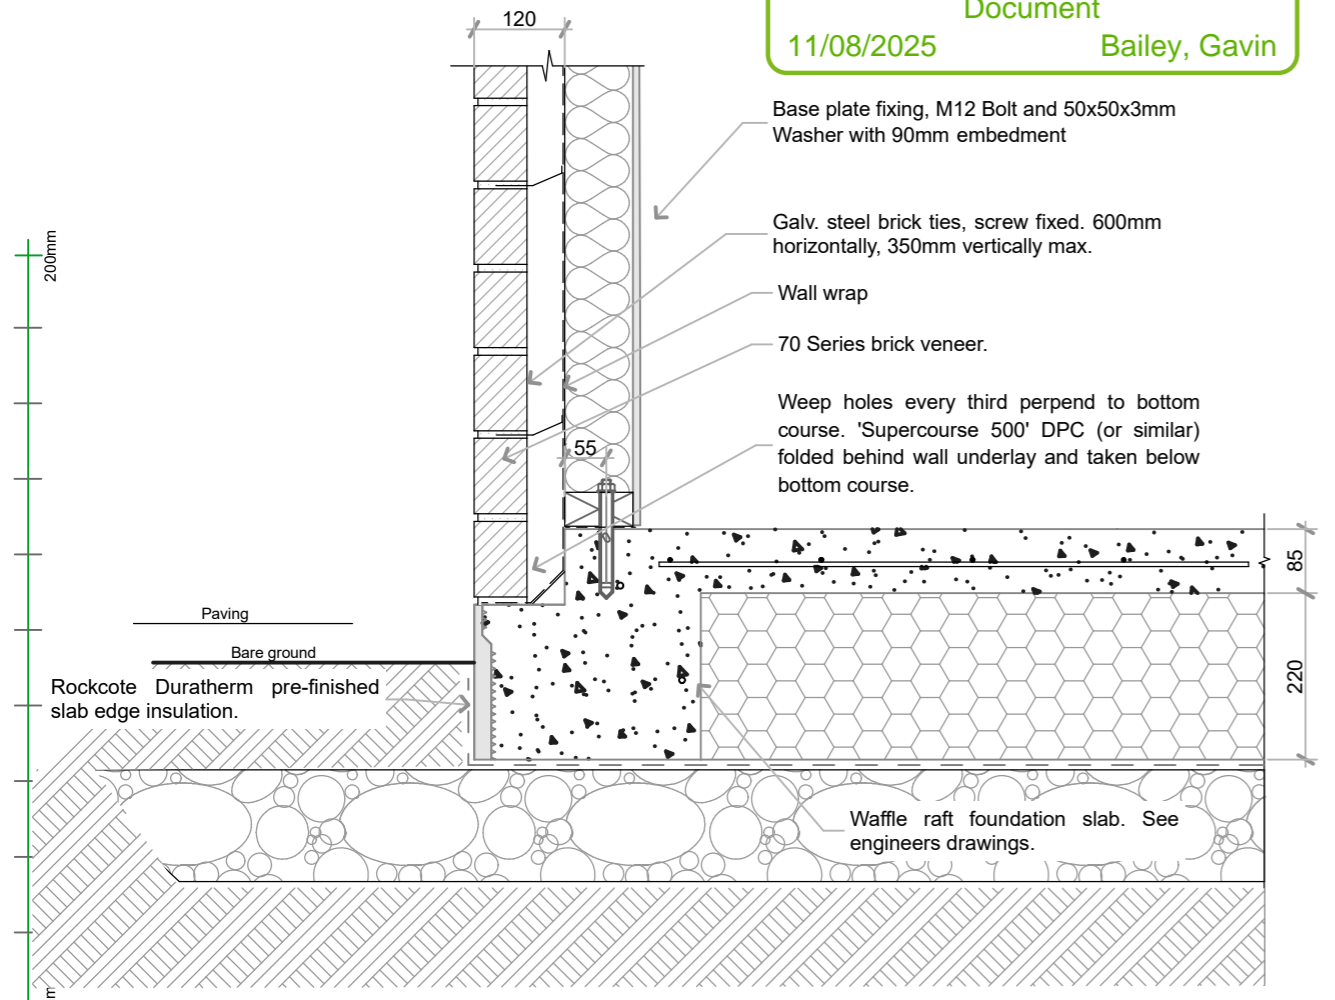 Document
11/08/2025 Bailey, Gavin
120
Base plate fixing, M12 Bolt and 50x50x3mm
Washer with 90mm embedment
Galv. steel brick ties, screw fixed. 600mm
horizontally, 350mm vertically max.
200mm
Wall wrap
70 Series brick veneer.
Weep holes every third perpend to bottom
course. 'Supercourse 500' DPC (or similar)
folded behind wall underlay and taken below
bottom course.
55
85
Paving
Bare ground
220
Rockcote Duratherm pre-finished
slab edge insulation.
Waffle raft foundation slab. See
engineers drawings.